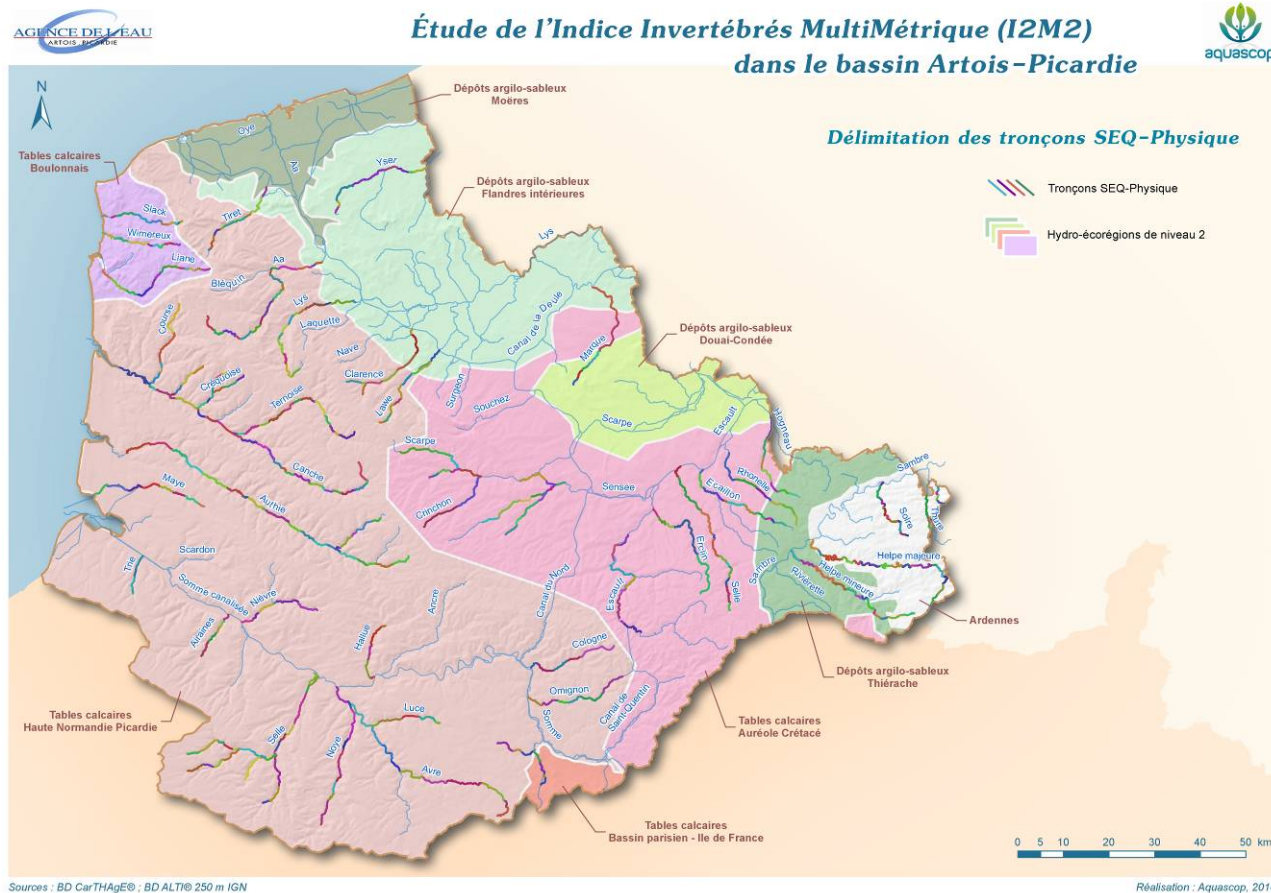 AGENCE DE L'EAU
ARTOIS PICARDIE
Étude de l'Indice Invertébrés MultiMétrique (I2M2)
dans le bassin Artois-Picardie
aquascop
N
Délimitation des tronçons SEQ-Physique
Tronçons SEQ-Physique
Hydro-écorégions de niveau 2
Dépôts argilo-sableux
Moëres
Tables calcaires
Boulonnais
Dépôts argilo-sableux
Flandres intérieures
Oye
Aa
Yser
Slack
Tiret
Wimereux
Liane
Aa
Bléquin
Lys
Lys
Laquette
Course
Nave
Canal de la Deule
Marque
Dépôts argilo-sableux
Douai-Condée
Clarence
Créquoise
Lawe
Surgeon
Souchez
Ternoise
Scarpe
Escault
Hogneau
Scarpe
Canche
Crinchon
Sensée
Rhonelle
Ecaillon
Sambre
Maye
Authie
Solre
Thure
Erclin
Selle
Helpe majeure
Scardon
Trie
Somme canalisée
Nièvre
Airaines
Ancre
Canal du Nord
Escault
Sambre
Helpe mineure
Rivièrette
Ardennes
Hallue
Cologne
Omignon
Canal de
Saint-Quentin
Somme
Dépôts argilo-sableux
Thiérache
Tables calcaires
Haute Normandie Picardie
Tables calcaires
Auréole Crétacé
Selle
Noye
Luce
Avre
Tables calcaires
Bassin parisien - Ile de France
0 5 10 20 30 40 50 km
Sources : BD CarTHAgE® ; BD ALTI® 250 m IGN
Réalisation : Aquascop, 201